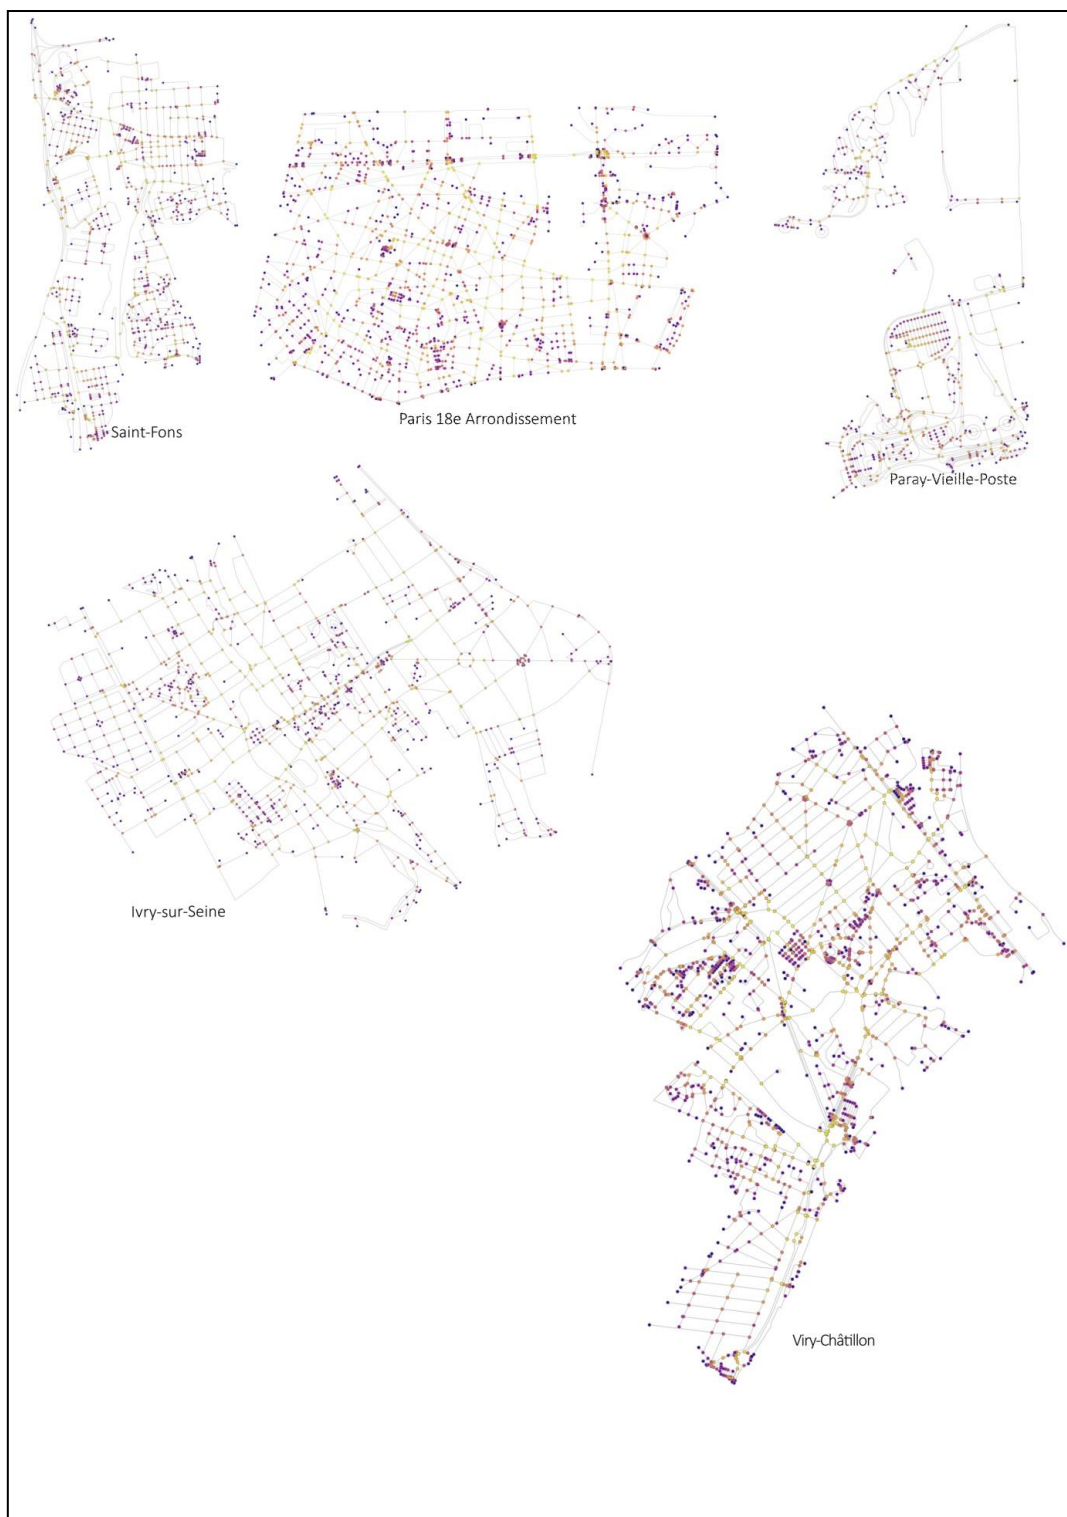 Saint-Fons
Paris 18e Arrondissement
Paray-Vieille-Poste
Ivry-sur-Seine
Viry-Châtillon